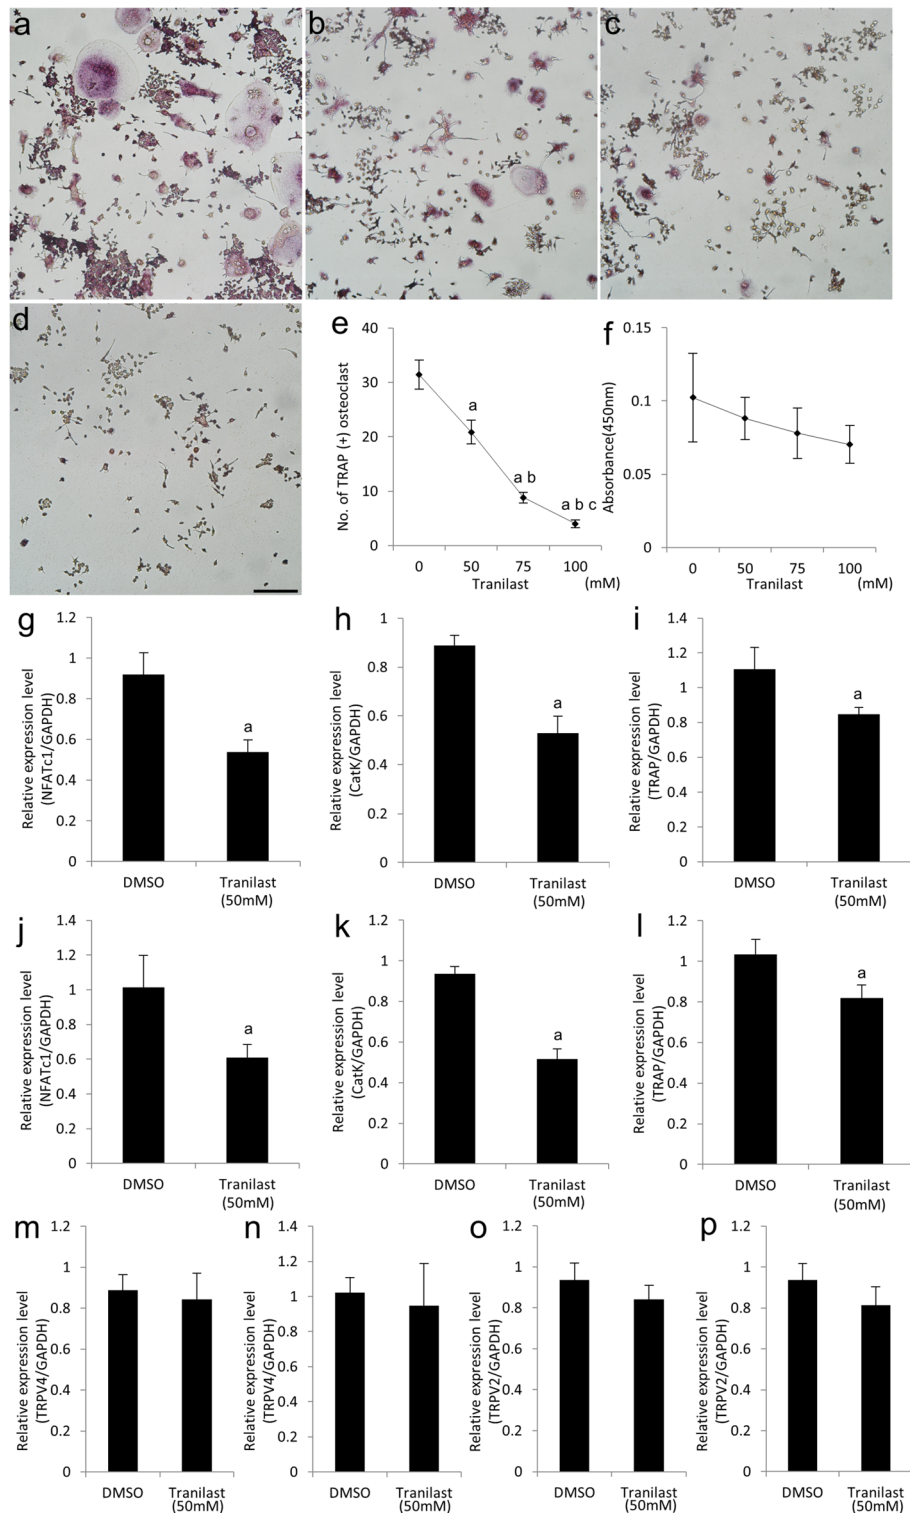 a
b
c
d
e
40
30
20
10
0
No. of TRAP (+) osteoclast
a
a b
a b c
0 50 75 100 (mM)
Tranilast
f
0.15
0.1
0.05
0
Absorbance(450nm)
0 50 75 100 (mM)
Tranilast
g
1.2
1
0.8
0.6
0.4
0.2
0
Relative expression level
(NFATc1/GAPDH)
a
DMSO Tranilast
(50mM)
h
1
0.8
0.6
0.4
0.2
0
Relative expression level
(CatK/GAPDH)
a
DMSO Tranilast
(50mM)
i
1.4
1.2
1
0.8
0.6
0.4
0.2
0
Relative expression level
(TRAP/GAPDH)
a
DMSO Tranilast
(50mM)
j
1.4
1.2
1
0.8
0.6
0.4
0.2
0
Relative expression level
(NFATc1/GAPDH)
a
DMSO Tranilast
(50mM)
k
1.2
1
0.8
0.6
0.4
0.2
0
Relative expression level
(CatK/GAPDH)
a
DMSO Tranilast
(50mM)
l
1.2
1
0.8
0.6
0.4
0.2
0
Relative expression level
(TRAP/GAPDH)
a
DMSO Tranilast
(50mM)
m
1.2
1
0.8
0.6
0.4
0.2
0
Relative expression level
(TRPV4/GAPDH)
DMSO Tranilast
(50mM)
n
1.4
1.2
1
0.8
0.6
0.4
0.2
0
Relative expression level
(TRPV4/GAPDH)
DMSO Tranilast
(50mM)
o
1.2
1
0.8
0.6
0.4
0.2
0
Relative expression level
(TRPV2/GAPDH)
DMSO Tranilast
(50mM)
p
1.2
1
0.8
0.6
0.4
0.2
0
Relative expression level
(TRPV2/GAPDH)
DMSO Tranilast
(50mM)